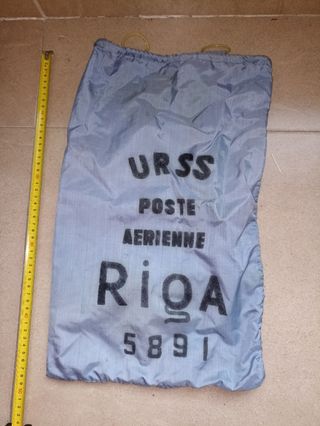 URSS
POSTE
AERIENNE
RigA
5891